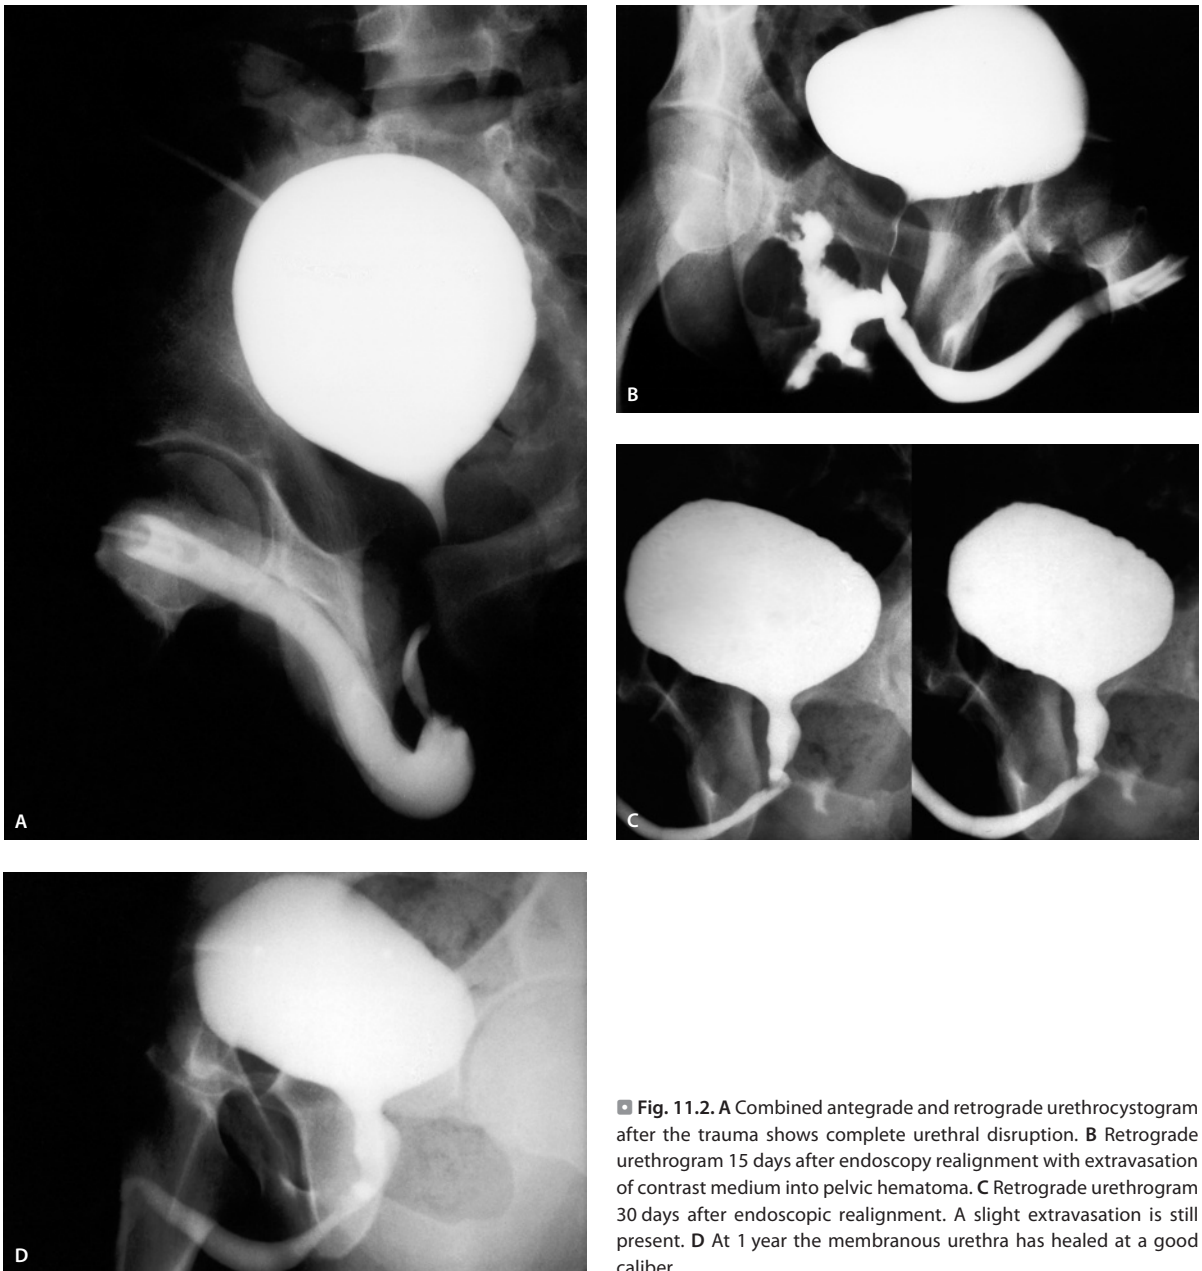 A
B
C
D
Fig. 11.2. A Combined antegrade and retrograde urethrocystogram
after the trauma shows complete urethral disruption. B Retrograde
urethrogram 15 days after endoscopy realignment with extravasation
of contrast medium into pelvic hematoma. C Retrograde urethrogram
30 days after endoscopic realignment. A slight extravasation is still
present. D At 1 year the membranous urethra has healed at a good
caliber